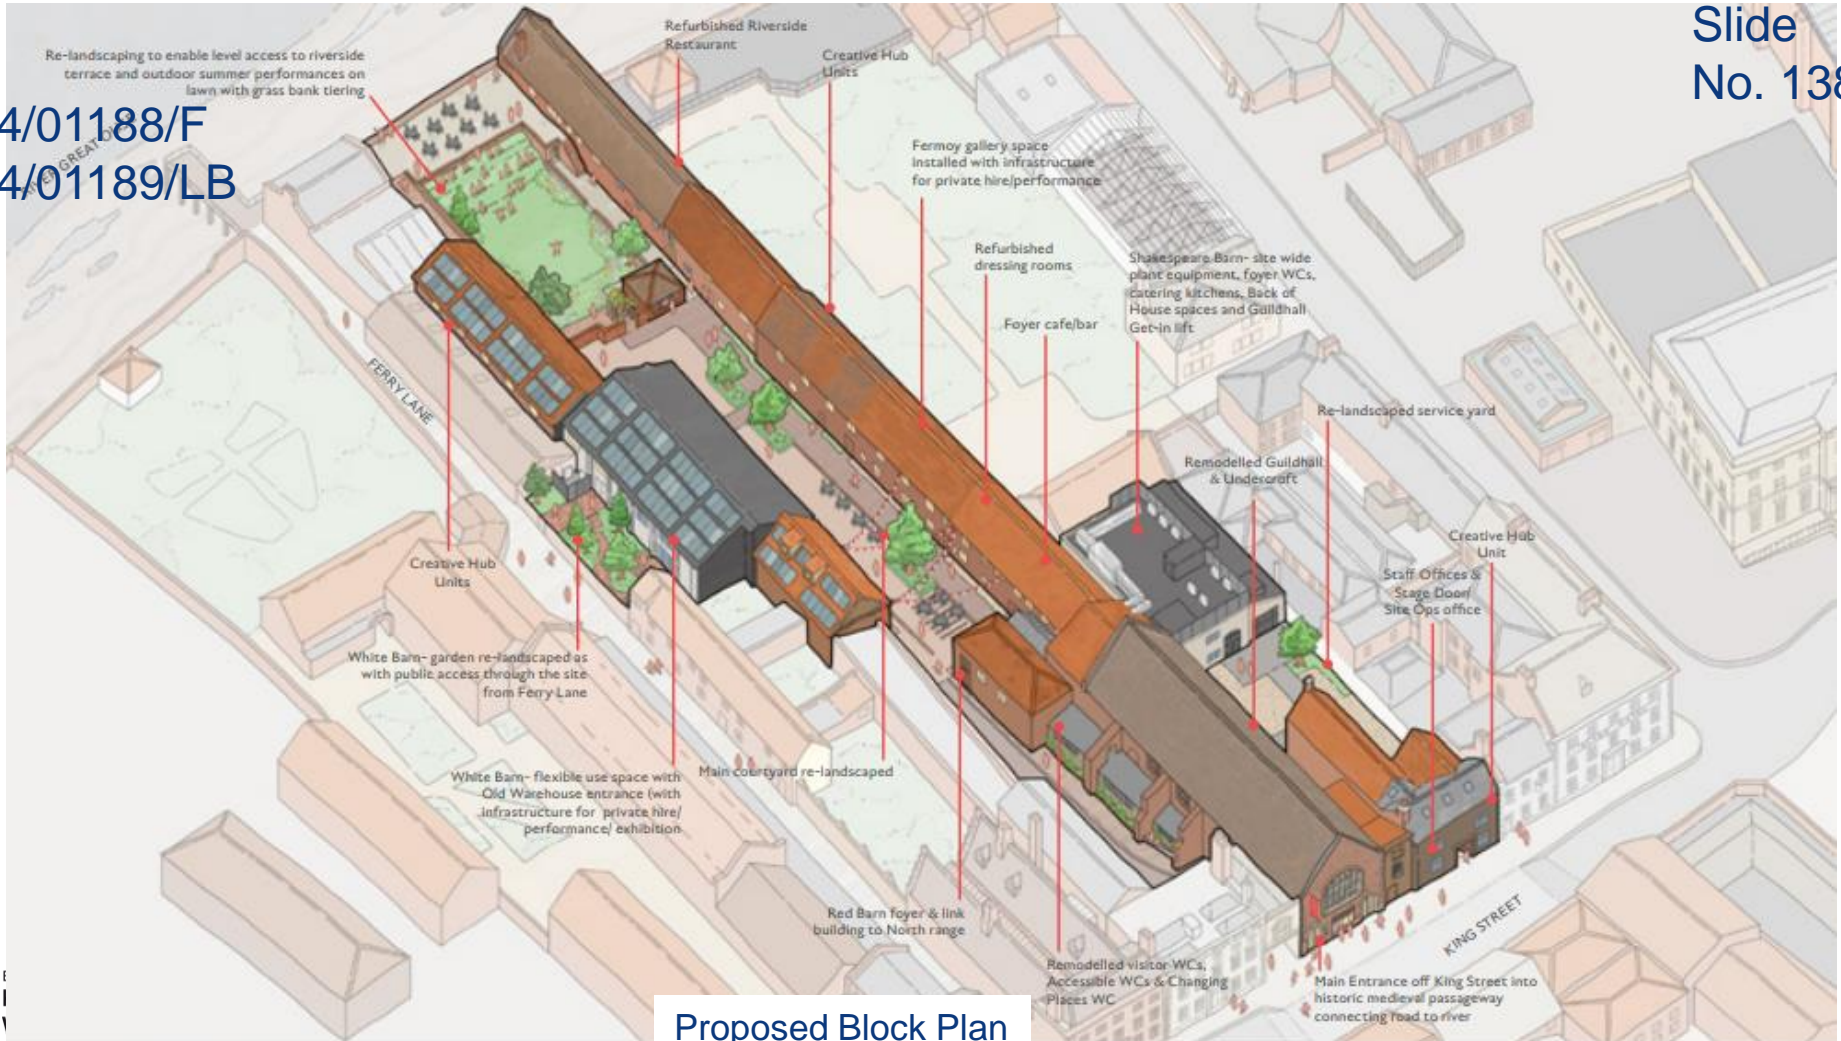 Slide
No. 138
4/01188/F
4/01189/LB
Re-landscaping to enable level access to riverside
terrace and outdoor summer performances on
lawn with grass bank tiering
RIVER GREAT OUSE
Refurbished Riverside
Restaurant
Creative Hub
Units
Fermoy gallery space
installed with infrastructure
for private hire/performance
Refurbished
dressing rooms
Foyer cafe/bar
Shakespeare Barn- site wide
plant equipment, foyer WCs,
catering kitchens, Back of
House spaces and Guildhall
Get-in lift
Re-landscaped service yard
Remodelled Guildhall
& Undercroft
Creative Hub
Unit
Staff Offices &
Stage Door/
Site Ops office
FERRY LANE
Creative Hub
Units
White Barn- garden re-landscaped as
with public access through the site
from Ferry Lane
White Barn- flexible use space with
Old Warehouse entrance (with
infrastructure for private hire/
performance/ exhibition
Main courtyard re-landscaped
Red Barn foyer & link
building to North range
Remodelled visitor WCs,
Accessible WCs & Changing
Places WC
Main Entrance off King Street into
historic medieval passageway
connecting road to river
KING STREET
Proposed Block Plan